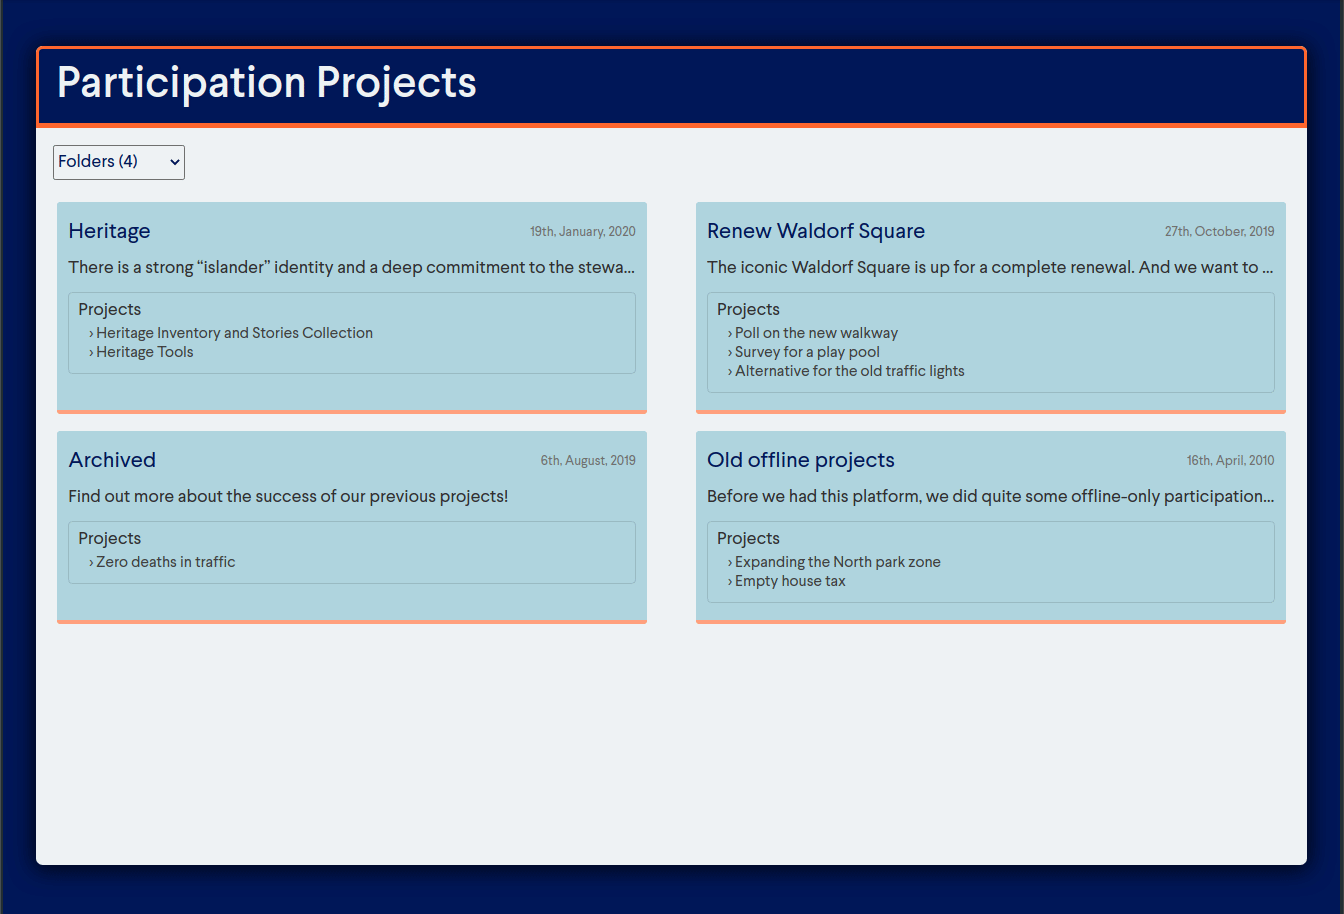 Participation Projects
Folders (4)
Heritage
19th, January, 2020
There is a strong “islander” identity and a deep commitment to the stewa...
Projects
› Heritage Inventory and Stories Collection
› Heritage Tools
Renew Waldorf Square
27th, October, 2019
The iconic Waldorf Square is up for a complete renewal. And we want to ...
Projects
› Poll on the new walkway
› Survey for a play pool
› Alternative for the old traffic lights
Archived
6th, August, 2019
Find out more about the success of our previous projects!
Projects
› Zero deaths in traffic
Old offline projects
16th, April, 2010
Before we had this platform, we did quite some offline-only participation...
Projects
› Expanding the North park zone
› Empty house tax